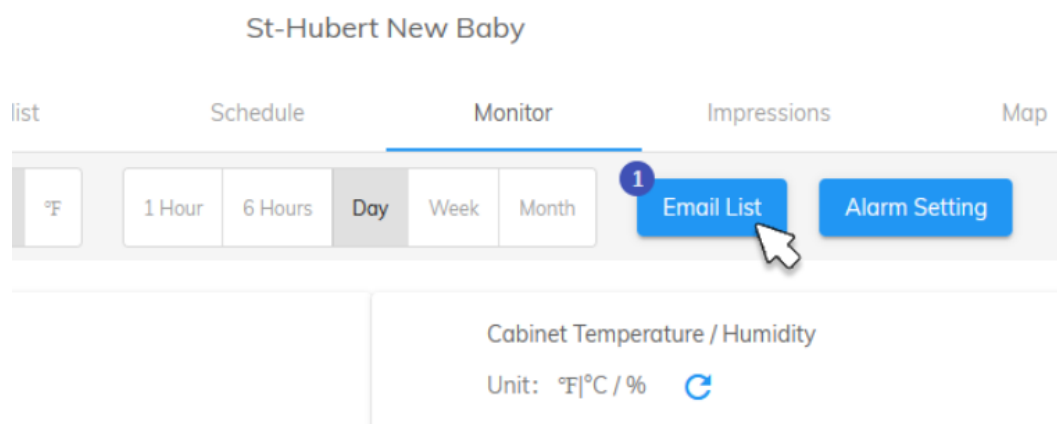 St-Hubert New Baby
list Schedule Monitor Impressions Map
°F 1 Hour 6 Hours Day Week Month 1 Email List Alarm Setting
Cabinet Temperature / Humidity
Unit: °F|°C / %